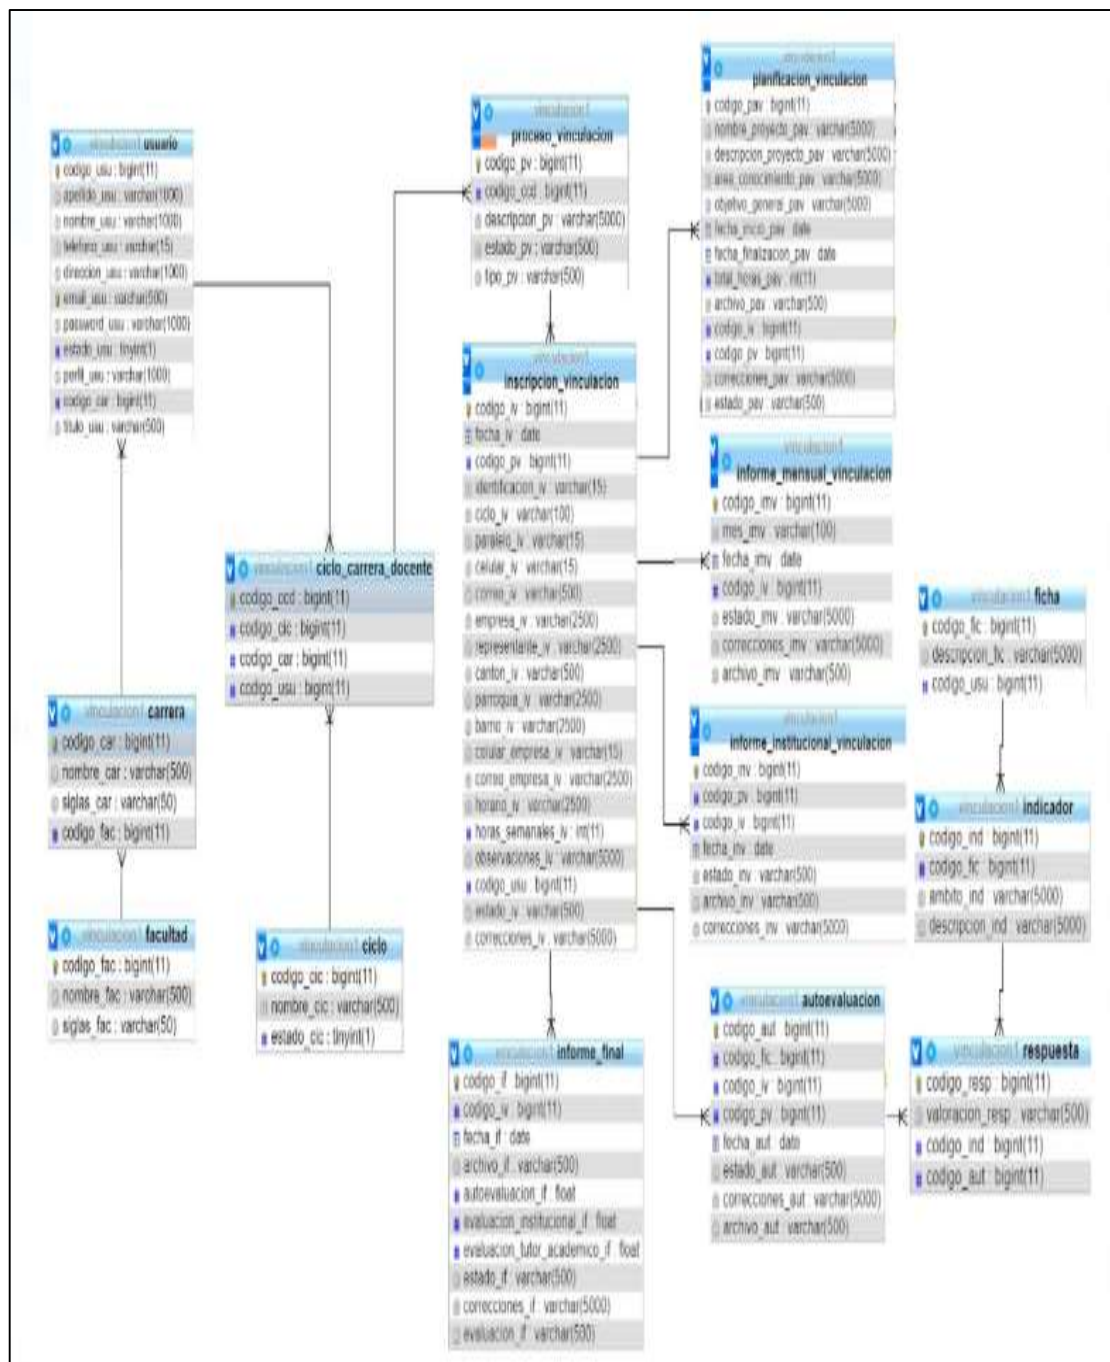 vinculacion1 usuario
codigo_usu : bigint(11)
apellido_usu : varchar(1000)
nombre_usu : varchar(1000)
telefono_usu : varchar(15)
direccion_usu : varchar(1000)
email_usu : varchar(500)
password_usu : varchar(1000)
estado_usu : tinyint(1)
perfil_usu : varchar(1000)
codigo_car : bigint(11)
titulo_usu : varchar(500)
vinculacion1 carrera
codigo_car : bigint(11)
nombre_car : varchar(500)
siglas_car : varchar(50)
codigo_fac : bigint(11)
vinculacion1 facultad
codigo_fac : bigint(11)
nombre_fac : varchar(500)
siglas_fac : varchar(50)
vinculacion1 ciclo_carrera_docente
codigo_ccd : bigint(11)
codigo_cic : bigint(11)
codigo_car : bigint(11)
codigo_usu : bigint(11)
vinculacion1 ciclo
codigo_cic : bigint(11)
nombre_cic : varchar(500)
estado_cic : tinyint(1)
vinculacion1
proceso_vinculacion
codigo_pv : bigint(11)
codigo_ccd : bigint(11)
descripcion_pv : varchar(5000)
estado_pv : varchar(500)
tipo_pv : varchar(500)
vinculacion1
inscripcion_vinculacion
codigo_iv : bigint(11)
fecha_iv : date
codigo_pv : bigint(11)
identificacion_iv : varchar(15)
ciclo_iv : varchar(100)
paralelo_iv : varchar(15)
celular_iv : varchar(15)
correo_iv : varchar(500)
empresa_iv : varchar(2500)
representante_iv : varchar(2500)
canton_iv : varchar(500)
parroquia_iv : varchar(2500)
barrio_iv : varchar(2500)
celular_empresa_iv : varchar(15)
correo_empresa_iv : varchar(2500)
horario_iv : varchar(2500)
horas_semanales_iv : int(11)
observaciones_iv : varchar(5000)
codigo_usu : bigint(11)
estado_iv : varchar(500)
correcciones_iv : varchar(5000)
vinculacion1 informe_final
codigo_if : bigint(11)
codigo_iv : bigint(11)
fecha_if : date
archivo_if : varchar(500)
autoevaluacion_if : float
evaluacion_institucional_if : float
evaluacion_tutor_academico_if : float
estado_if : varchar(500)
correcciones_if : varchar(5000)
evaluacion_if : varchar(500)
vinculacion1
planificacion_vinculacion
codigo_pav : bigint(11)
nombre_proyecto_pav : varchar(5000)
descripcion_proyecto_pav : varchar(5000)
area_conocimiento_pav : varchar(5000)
objetivo_general_pav : varchar(5000)
fecha_inicio_pav : date
fecha_finalizacion_pav : date
total_horas_pav : int(11)
archivo_pav : varchar(500)
codigo_iv : bigint(11)
codigo_pv : bigint(11)
correcciones_pav : varchar(5000)
estado_pav : varchar(500)
vinculacion1
informe_mensual_vinculacion
codigo_imv : bigint(11)
mes_imv : varchar(100)
fecha_imv : date
codigo_iv : bigint(11)
estado_imv : varchar(5000)
correcciones_imv : varchar(5000)
archivo_imv : varchar(500)
vinculacion1
informe_institucional_vinculacion
codigo_inv : bigint(11)
codigo_pv : bigint(11)
codigo_iv : bigint(11)
fecha_inv : date
estado_inv : varchar(500)
archivo_inv : varchar(500)
correcciones_inv : varchar(5000)
vinculacion1 autoevaluacion
codigo_aut : bigint(11)
codigo_fic : bigint(11)
codigo_iv : bigint(11)
codigo_pv : bigint(11)
fecha_aut : date
estado_aut : varchar(500)
correcciones_aut : varchar(5000)
archivo_aut : varchar(500)
vinculacion1 ficha
codigo_fic : bigint(11)
descripcion_fic : varchar(5000)
codigo_usu : bigint(11)
vinculacion1 indicador
codigo_ind : bigint(11)
codigo_fic : bigint(11)
ambito_ind : varchar(5000)
descripcion_ind : varchar(5000)
vinculacion1 respuesta
codigo_resp : bigint(11)
valoracion_resp : varchar(500)
codigo_ind : bigint(11)
codigo_aut : bigint(11)